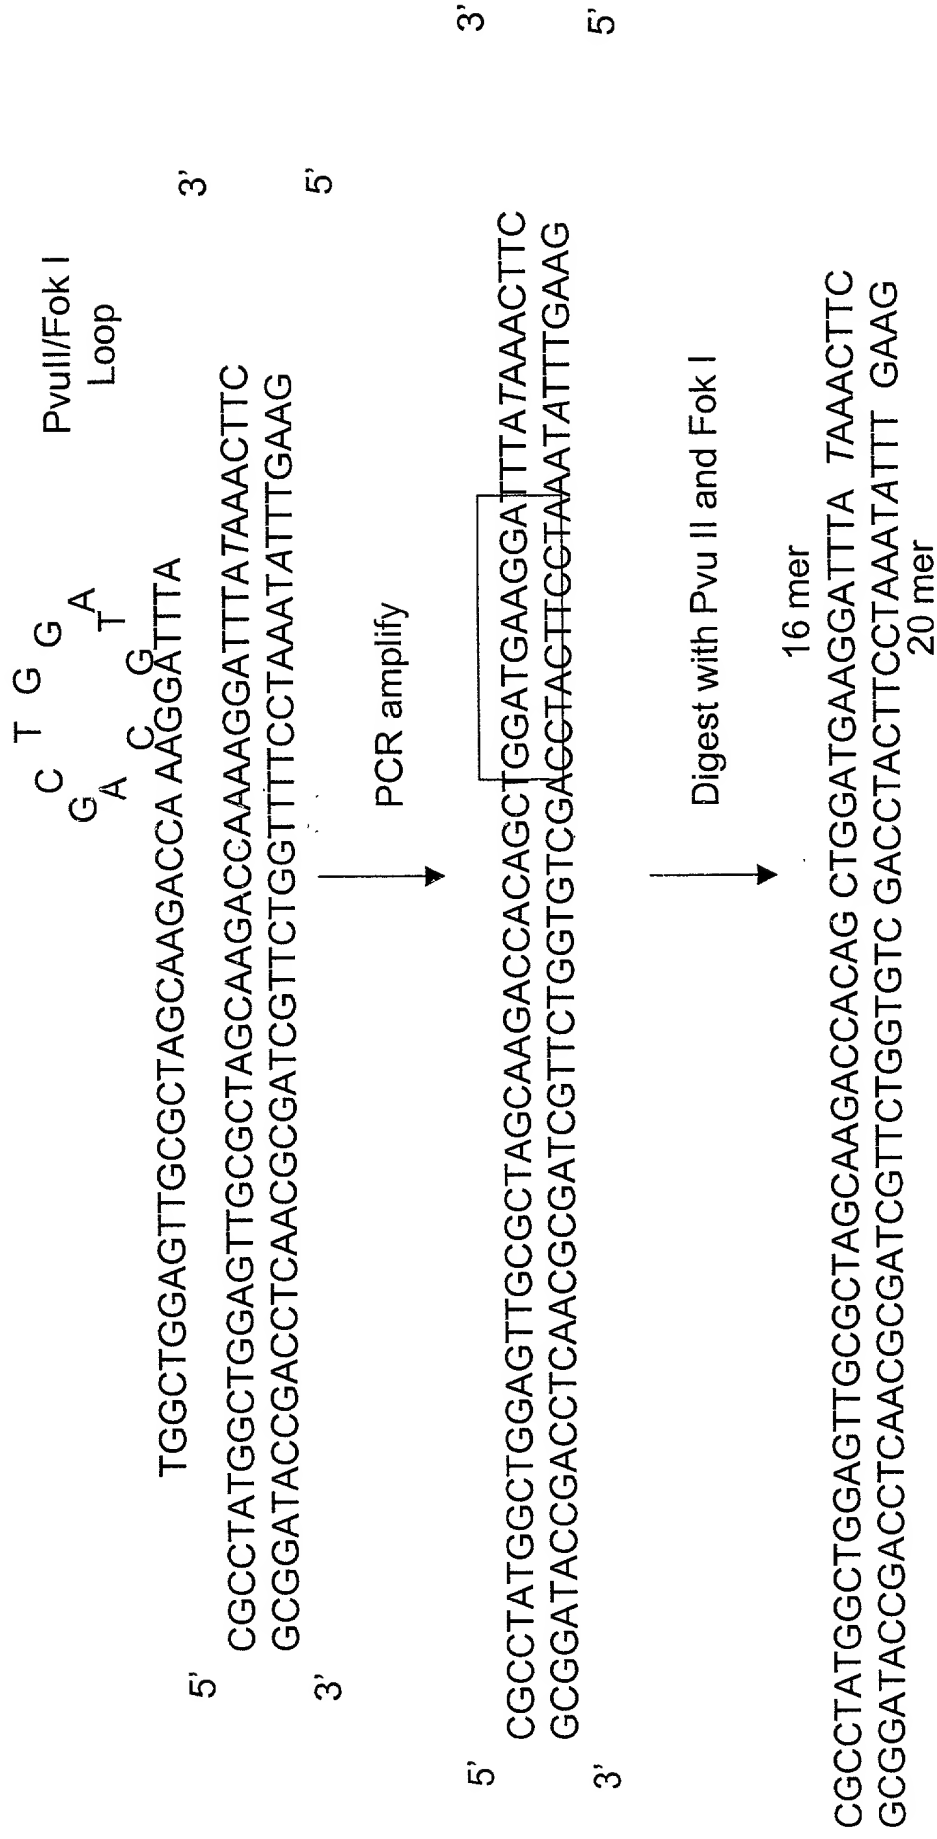 PvuII/Fok I
Loop
C A G C T G G A T G
TGGCTGGAGTTGCGCTAGCAAGACCA AAGGATTTA
5' 3'
CGCCTATGGCTGGAGTTGCGCTAGCAAGACCAAAGGATTTATAAACTTC
GCGGATACCGACCTCAACGCGATCGTTCTGGTTTTCCTAAATATTTGAAG
3' 5'
PCR amplify
5' 3'
CGCCTATGGCTGGAGTTGCGCTAGCAAGACCACAGCTGGATGAAGGATTTATAAACTTC
GCGGATACCGACCTCAACGCGATCGTTCTGGTGTCGACCTACTTCCTAAATATTTGAAG
3' 5'
Digest with Pvu II and Fok I
16 mer
CGCCTATGGCTGGAGTTGCGCTAGCAAGACCACAG CTGGATGAAGGATTTA TAAACTTC
GCGGATACCGACCTCAACGCGATCGTTCTGGTGTC GACCTACTTCCTAAATATTT GAAG
20 mer